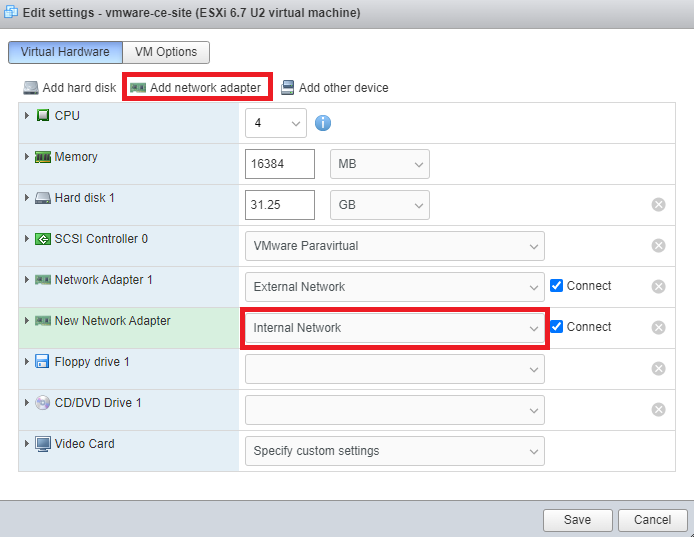 Edit settings - vmware-ce-site (ESXi 6.7 U2 virtual machine)
Virtual Hardware VM Options
Add hard disk Add network adapter Add other device
CPU 4
Memory 16384 MB
Hard disk 1 31.25 GB
SCSI Controller 0 VMware Paravirtual
Network Adapter 1 External Network Connect
New Network Adapter Internal Network Connect
Floppy drive 1
CD/DVD Drive 1
Video Card Specify custom settings
Save Cancel